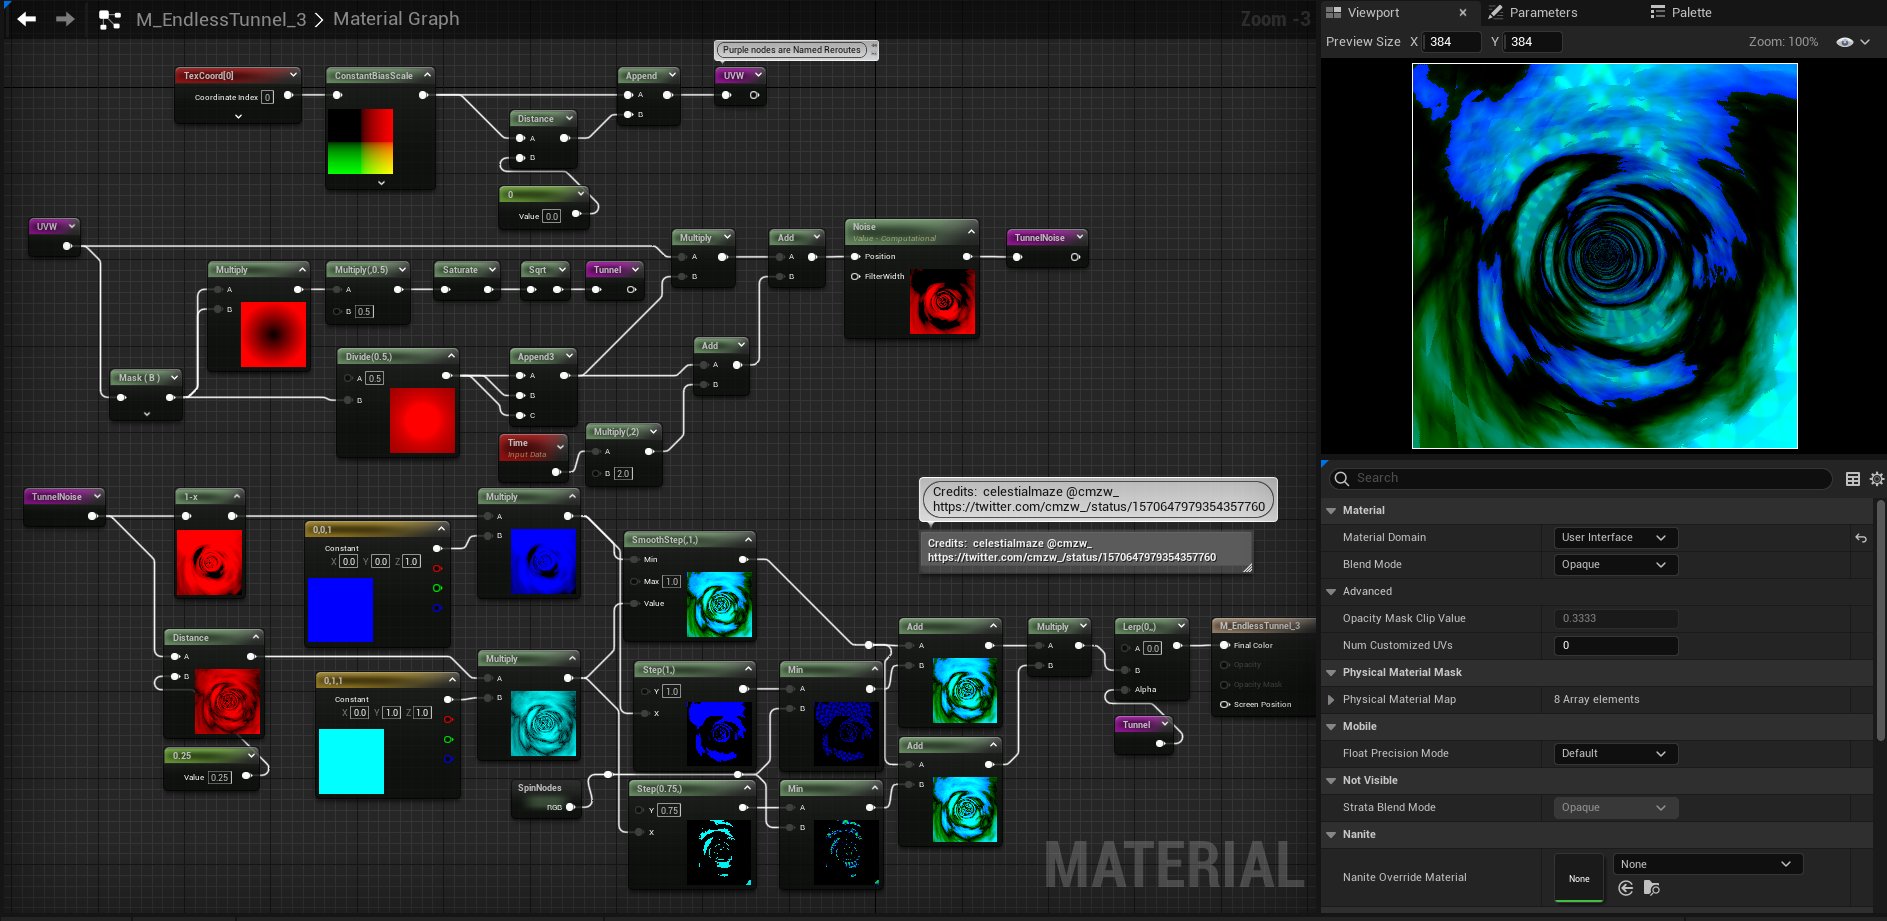 M_EndlessTunnel_3 > Material Graph
Zoom -3
Purple nodes are Named Reroutes
TexCoord[0]
Coordinate Index 0
ConstantBiasScale
Append
A
B
UVW
Distance
A
B
0
Value 0.0
UVW
Multiply
A
B
Multiply(,0.5)
A
B 0.5
Saturate
Sqrt
Tunnel
Multiply
A
B
Add
A
B
Noise
Value - Computational
Position
FilterWidth
TunnelNoise
Mask ( B )
Divide(0.5,)
A 0.5
B
Append3
A
B
C
Add
A
B
Time
Input Data
Multiply(,2)
A
B 2.0
TunnelNoise
1-x
0,0,1
Constant
X 0.0 Y 0.0 Z 1.0
Multiply
A
B
SmoothStep(,1,)
Min
Max 1.0
Value
Credits: celestialmaze @cmzw_
https://twitter.com/cmzw_/status/1570647979354357760
Credits: celestialmaze @cmzw_
https://twitter.com/cmzw_/status/1570647979354357760
Distance
A
B
0.25
Value 0.25
0,1,1
Constant
X 0.0 Y 1.0 Z 1.0
Multiply
A
B
SpinNodes
RGB
Step(1,)
Y 1.0
X
Min
A
B
Step(0.75,)
Y 0.75
X
Min
A
B
Add
A
B
Add
A
B
Multiply
A
B
Lerp(0,,)
A 0.0
B
Alpha
Tunnel
M_EndlessTunnel_3
Final Color
Opacity
Opacity Mask
Screen Position
MATERIAL
Viewport
Parameters
Palette
Preview Size X 384 Y 384
Zoom: 100%
Search
Material
Material Domain User Interface
Blend Mode Opaque
Advanced
Opacity Mask Clip Value 0.3333
Num Customized UVs 0
Physical Material Mask
Physical Material Map 8 Array elements
Mobile
Float Precision Mode Default
Not Visible
Strata Blend Mode Opaque
Nanite
Nanite Override Material None None